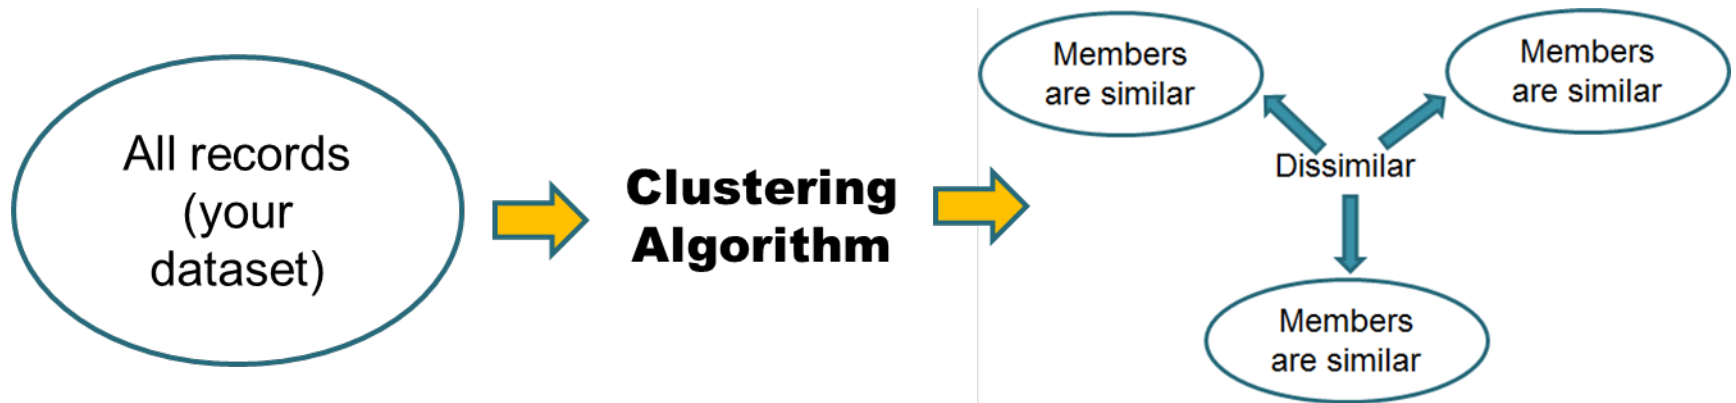 All records
(your
dataset)
Clustering
Algorithm
Members
are similar
Members
are similar
Dissimilar
Members
are similar